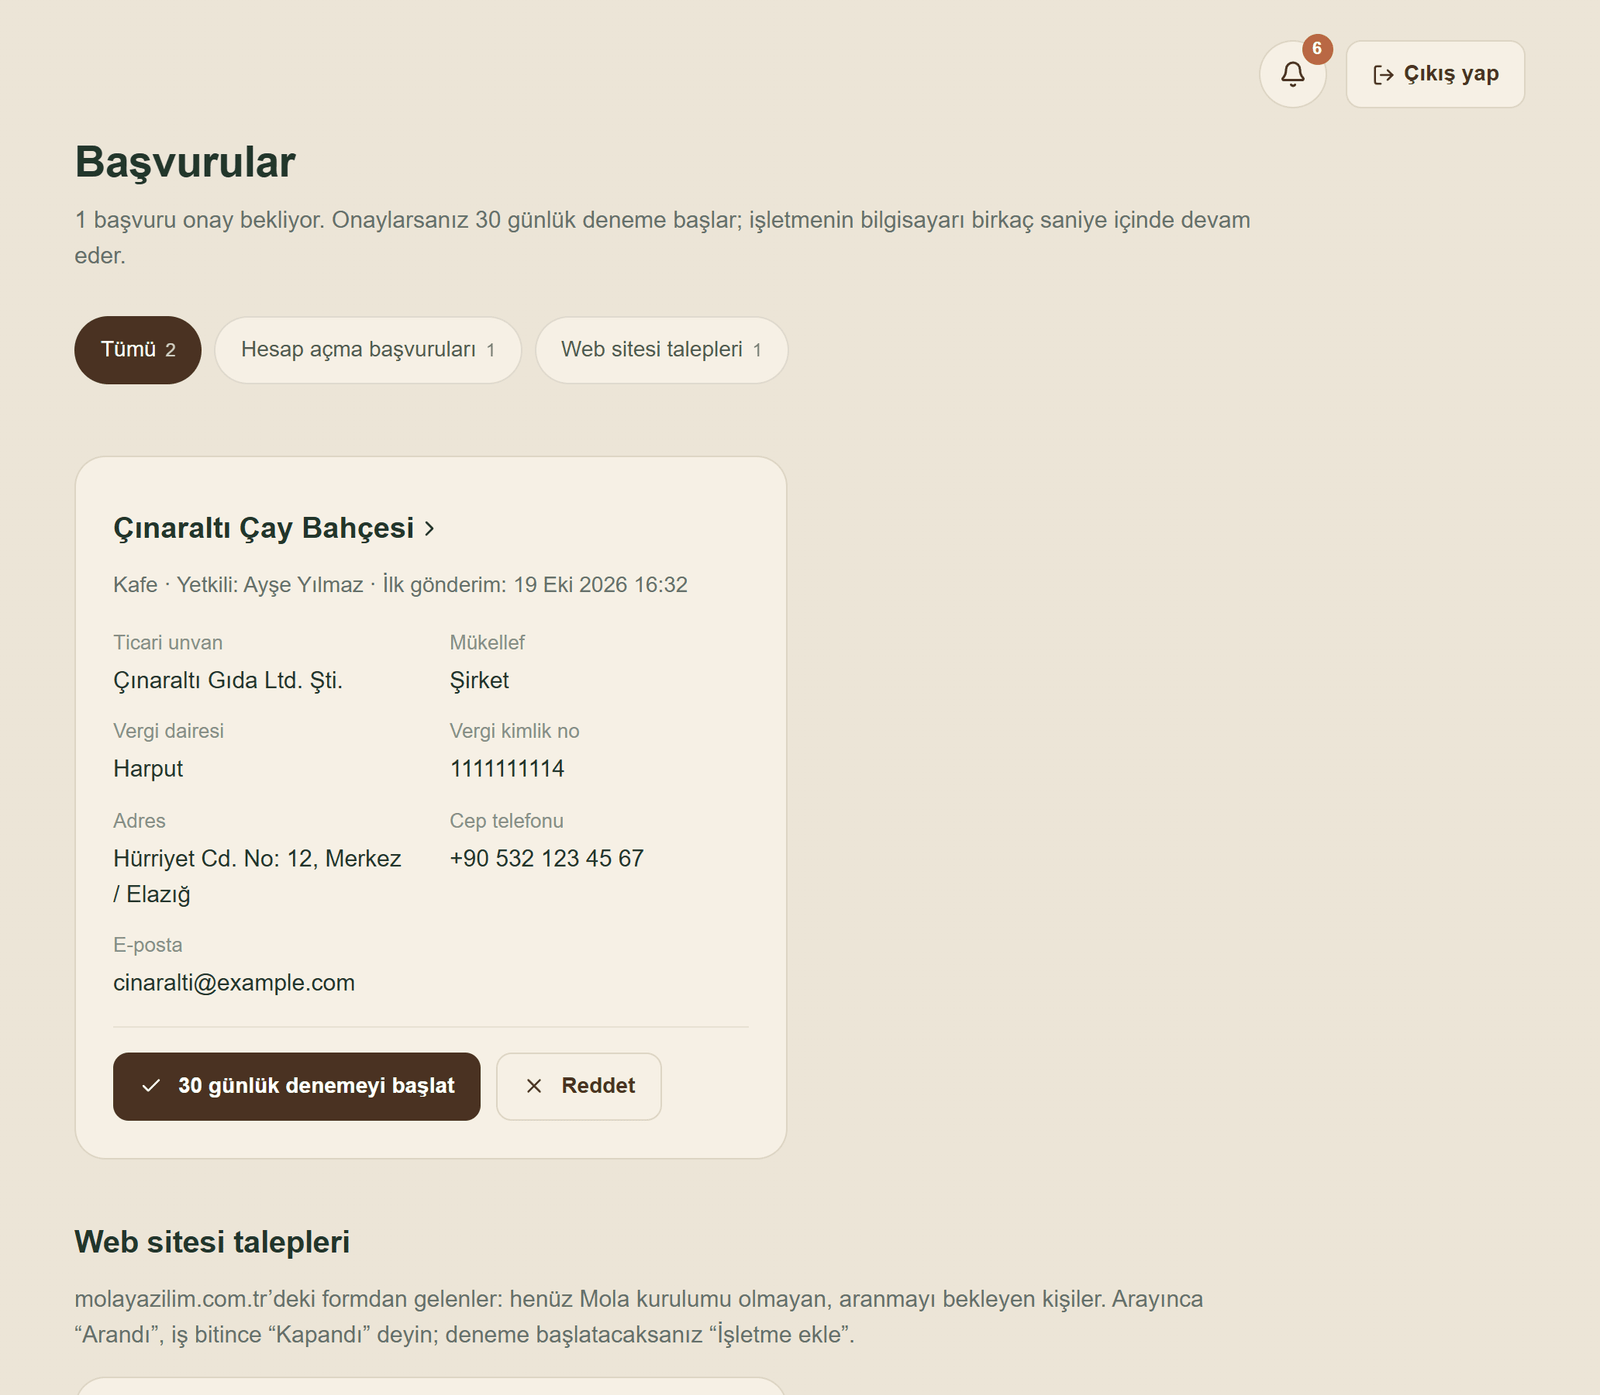 6
Çıkış yap
Başvurular
1 başvuru onay bekliyor. Onaylarsanız 30 günlük deneme başlar; işletmenin bilgisayarı birkaç saniye içinde devam
eder.
Tümü 2
Hesap açma başvuruları 1
Web sitesi talepleri 1
Çınaraltı Çay Bahçesi
Kafe · Yetkili: Ayşe Yılmaz · İlk gönderim: 19 Eki 2026 16:32
Ticari unvan
Çınaraltı Gıda Ltd. Şti.
Mükellef
Şirket
Vergi dairesi
Harput
Vergi kimlik no
1111111114
Adres
Hürriyet Cd. No: 12, Merkez
/ Elazığ
Cep telefonu
+90 532 123 45 67
E-posta
cinaralti@example.com
30 günlük denemeyi başlat
Reddet
Web sitesi talepleri
molayazilim.com.tr’deki formdan gelenler: henüz Mola kurulumu olmayan, aranmayı bekleyen kişiler. Arayınca
“Arandı”, iş bitince “Kapandı” deyin; deneme başlatacaksanız “İşletme ekle”.